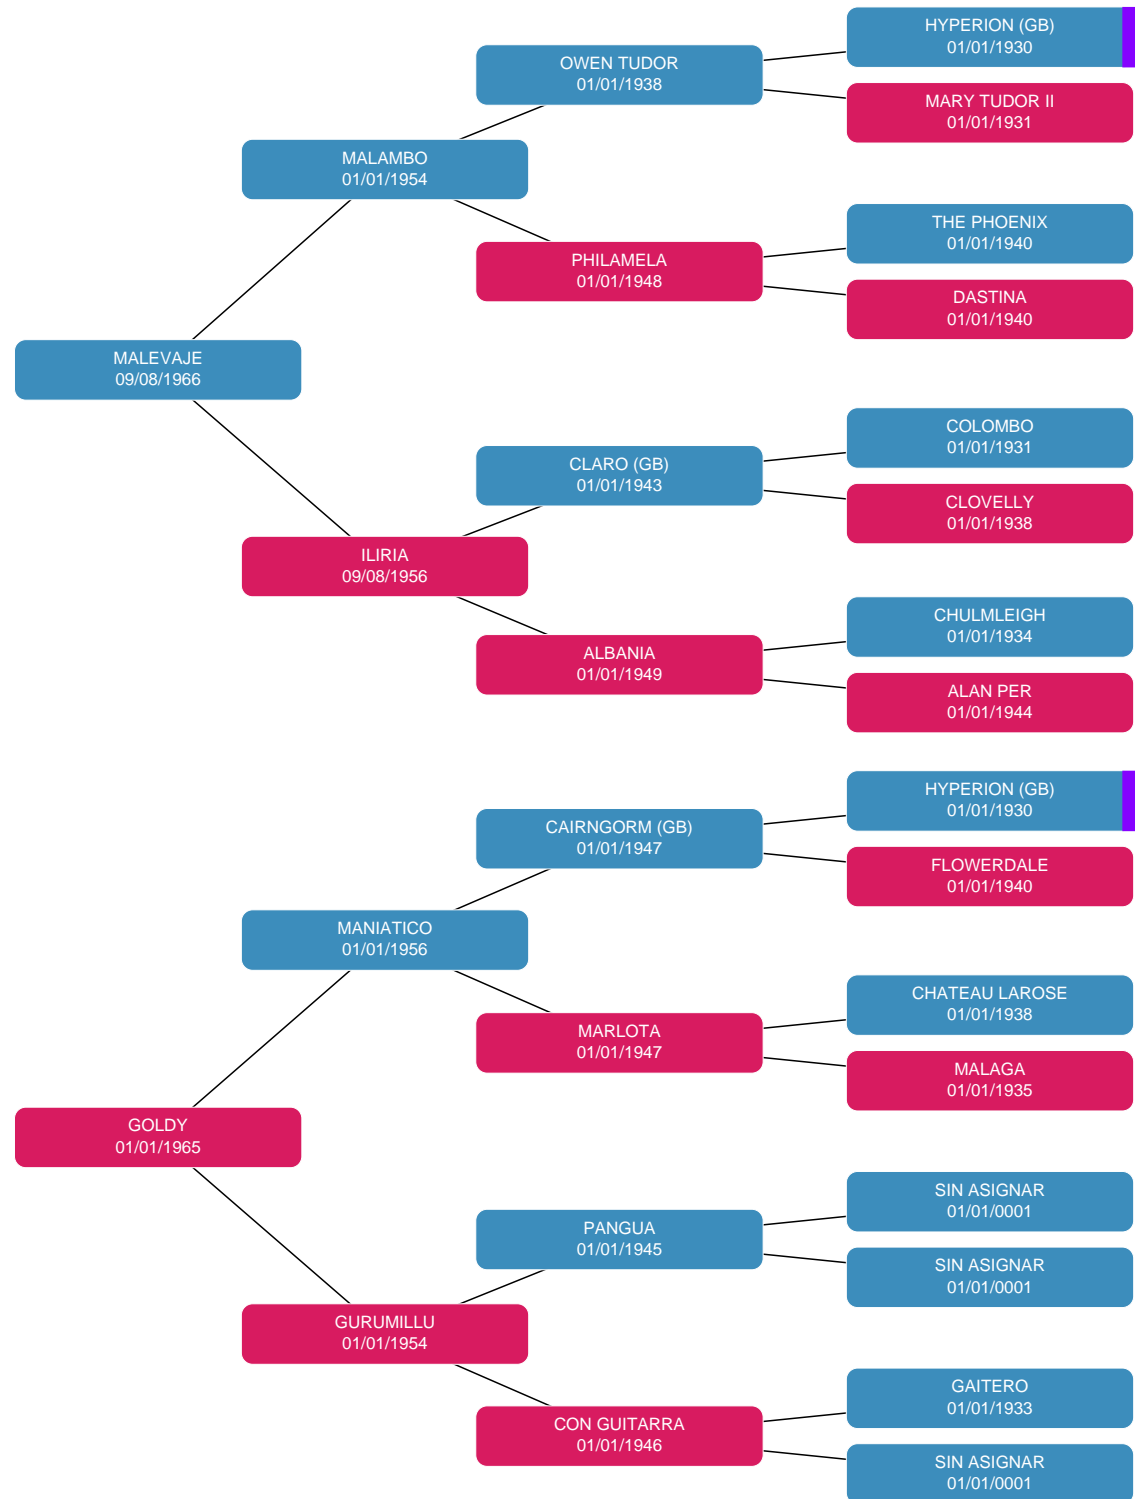 HYPERION (GB)
01/01/1930
OWEN TUDOR
01/01/1938
MARY TUDOR II
01/01/1931
MALAMBO
01/01/1954
THE PHOENIX
01/01/1940
PHILAMELA
01/01/1948
DASTINA
01/01/1940
MALEVAJE
09/08/1966
COLOMBO
01/01/1931
CLARO (GB)
01/01/1943
CLOVELLY
01/01/1938
ILIRIA
09/08/1956
CHULMLEIGH
01/01/1934
ALBANIA
01/01/1949
ALAN PER
01/01/1944
HYPERION (GB)
01/01/1930
CAIRNGORM (GB)
01/01/1947
FLOWERDALE
01/01/1940
MANIATICO
01/01/1956
CHATEAU LAROSE
01/01/1938
MARLOTA
01/01/1947
MALAGA
01/01/1935
GOLDY
01/01/1965
SIN ASIGNAR
01/01/0001
PANGUA
01/01/1945
SIN ASIGNAR
01/01/0001
GURUMILLU
01/01/1954
GAITERO
01/01/1933
CON GUITARRA
01/01/1946
SIN ASIGNAR
01/01/0001